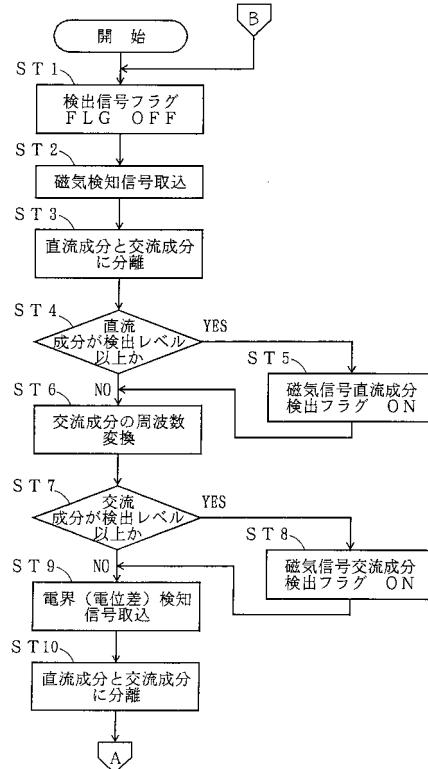 B
開 始
ST1
検出信号フラグ
FLG OFF
ST2
磁気検知信号取込
ST3
直流成分と交流成分
に分離
ST4
直流
成分が検出レベル
以上か
YES
ST5
磁気信号直流成分
検出フラグ ON
NO
ST6
交流成分の周波数
変換
ST7
交流
成分が検出レベル
以上か
YES
ST8
磁気信号交流成分
検出フラグ ON
NO
ST9
電界(電位差)検知
信号取込
ST10
直流成分と交流成分
に分離
A